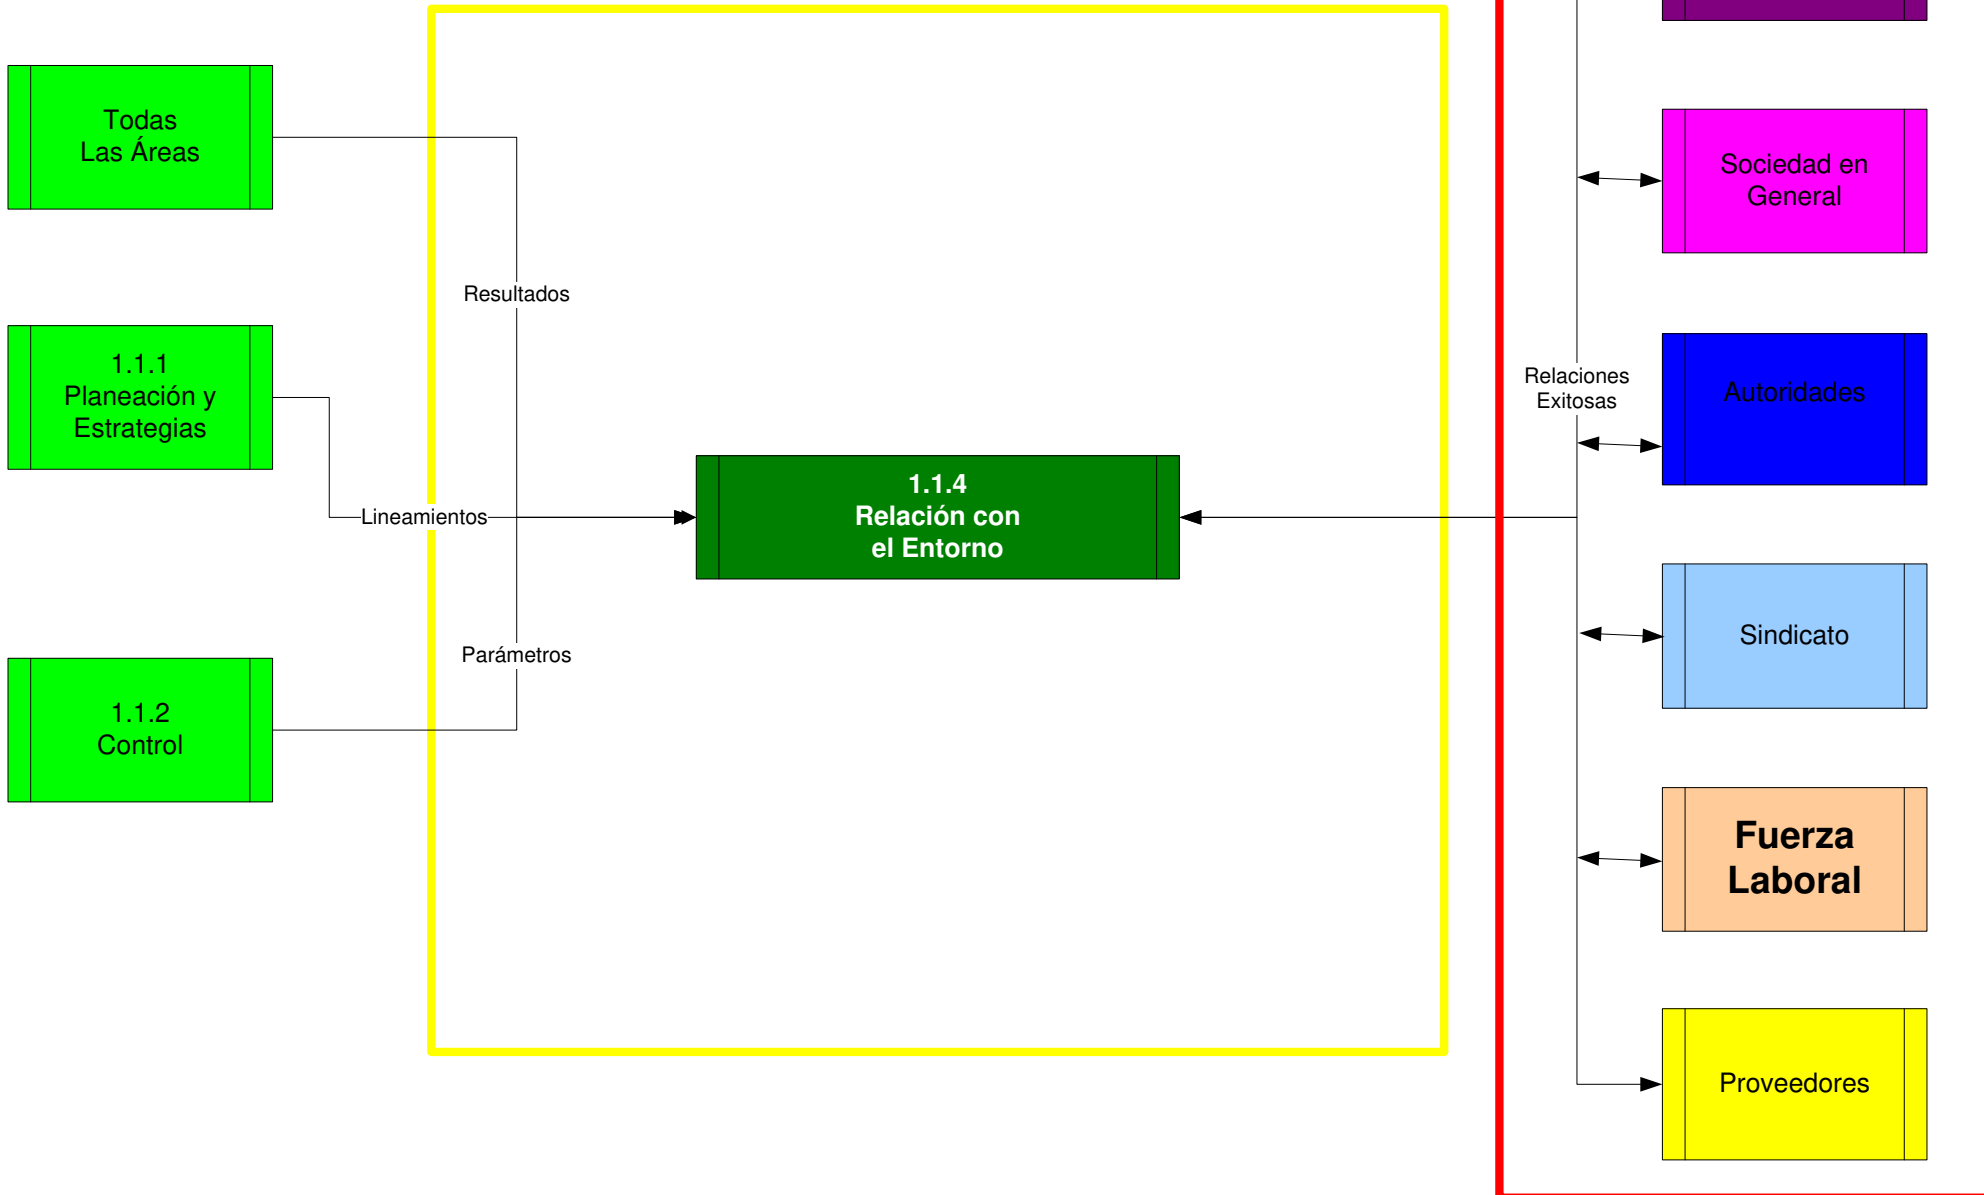 Todas
Las Áreas
1.1.1
Planeación y
Estrategias
1.1.2
Control
Resultados
Lineamientos
Parámetros
1.1.4
Relación con
el Entorno
Relaciones
Exitosas
Sociedad en
General
Autoridades
Sindicato
Fuerza
Laboral
Proveedores